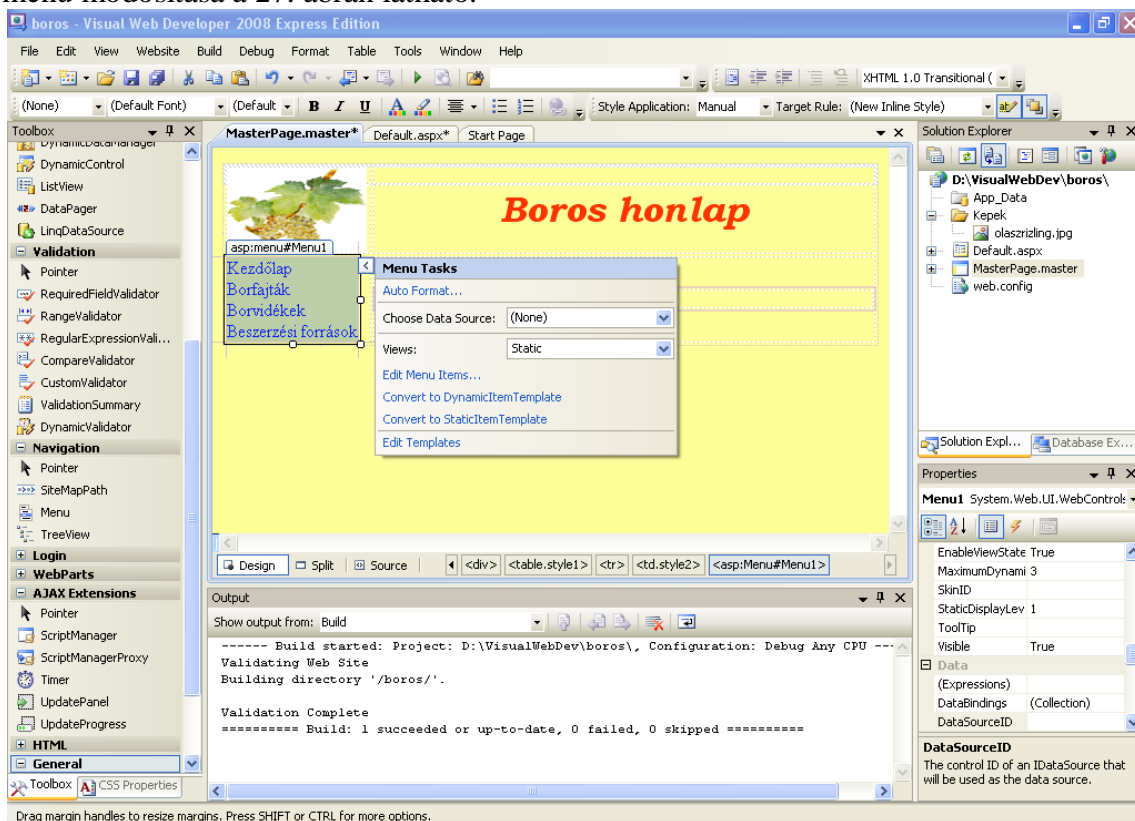 menü módosítása a 27. ábrán látható.
boros - Visual Web Developer 2008 Express Edition
File Edit View Website Build Debug Format Table Tools Window Help
XHTML 1.0 Transitional (
(None) (Default Font) (Default B I U A Style Application: Manual Target Rule: (New Inline Style)
Toolbox
DynamicDataManager
DynamicControl
ListView
DataPager
LinqDataSource
Validation
Pointer
RequiredFieldValidator
RangeValidator
RegularExpressionVali...
CompareValidator
CustomValidator
ValidationSummary
DynamicValidator
Navigation
Pointer
SiteMapPath
Menu
TreeView
Login
WebParts
AJAX Extensions
Pointer
ScriptManager
ScriptManagerProxy
Timer
UpdatePanel
UpdateProgress
HTML
General
Toolbox CSS Properties
MasterPage.master* Default.aspx* Start Page
Boros honlap
asp:menu#Menu1
Kezdőlap
Borfajták
Borvidékek
Beszerzési források
Menu Tasks
Auto Format...
Choose Data Source: (None)
Views: Static
Edit Menu Items...
Convert to DynamicItemTemplate
Convert to StaticItemTemplate
Edit Templates
Design Split Source <div> <table.style1> <tr> <td.style2> <asp:Menu#Menu1>
Output
Show output from: Build
------ Build started: Project: D:\VisualWebDev\boros\, Configuration: Debug Any CPU ---
Validating Web Site
Building directory '/boros/'.
Validation Complete
========== Build: 1 succeeded or up-to-date, 0 failed, 0 skipped ==========
Solution Explorer
D:\VisualWebDev\boros\
App_Data
Kepek
olaszrizling.jpg
Default.aspx
MasterPage.master
web.config
Solution Expl... Database Ex...
Properties
Menu1 System.Web.UI.WebControls
EnableViewState True
MaximumDynami 3
SkinID
StaticDisplayLev 1
ToolTip
Visible True
Data
(Expressions)
DataBindings (Collection)
DataSourceID
DataSourceID
The control ID of an IDataSource that
will be used as the data source.
Drag margin handles to resize margins. Press SHIFT or CTRL for more options.